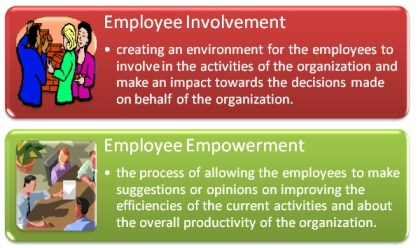 Employee Involvement
• creating an environment for the employees to
involve in the activities of the organization and
make an impact towards the decisions made
on behalf of the organization.
Employee Empowerment
• the process of allowing the employees to make
suggestions or opinions on improving the
efficiencies of the current activities and about
the overall productivity of the organization.